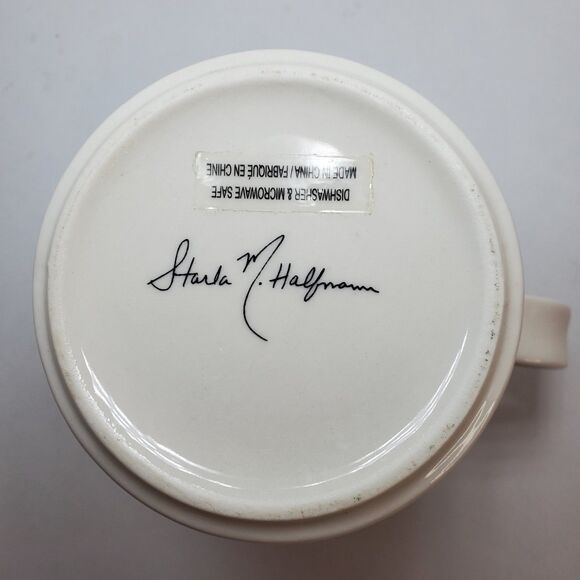 DISHWASHER & MICROWAVE SAFE
MADE IN CHINA / FABRIQUÉ EN CHINE
Starla M. Halfmann